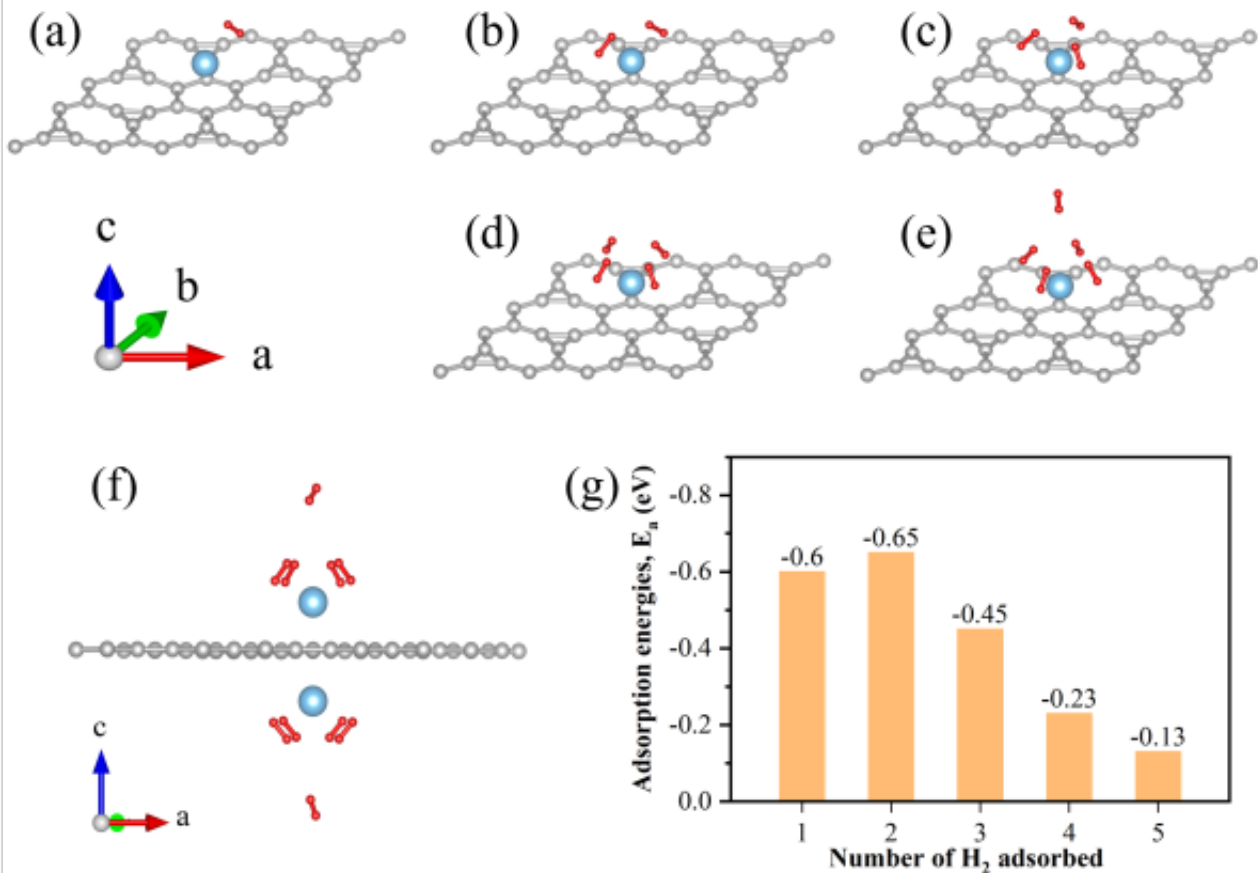 (a)
(b)
(c)
c
b
a
(d)
(e)
(f)
c
a
(g)
Adsorption energies, Eₐ (eV)
-0.8
-0.6
-0.4
-0.2
0.0
-0.6
-0.65
-0.45
-0.23
-0.13
1 2 3 4 5
Number of H₂ adsorbed